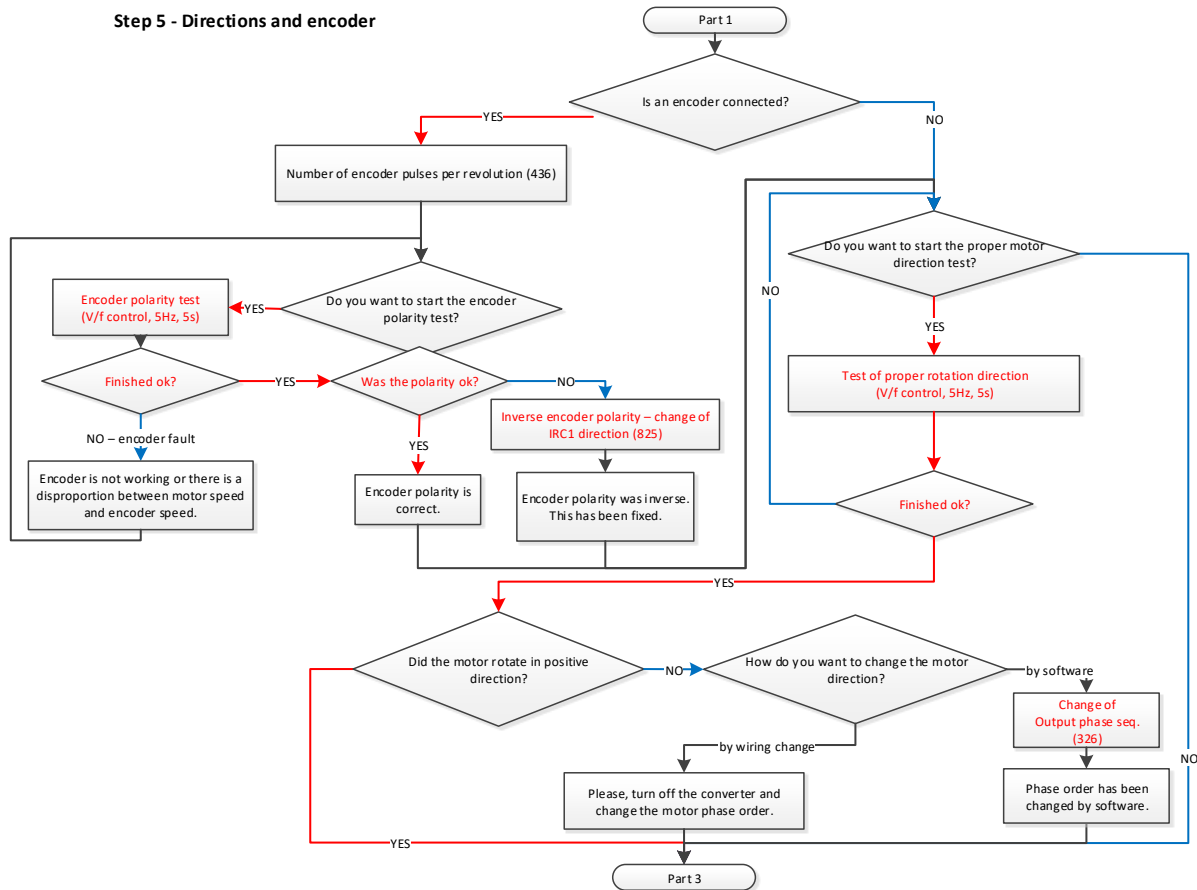 Step 5 - Directions and encoder
Part 1
Is an encoder connected?
YES
NO
Number of encoder pulses per revolution (436)
Do you want to start the proper motor
direction test?
NO
NO
YES
Do you want to start the encoder
polarity test?
YES
Encoder polarity test
(V/f control, 5Hz, 5s)
Finished ok?
YES
Was the polarity ok?
NO
Inverse encoder polarity – change of
IRC1 direction (825)
YES
NO – encoder fault
Encoder is not working or there is a
disproportion between motor speed
and encoder speed.
Encoder polarity is
correct.
Encoder polarity was inverse.
This has been fixed.
Test of proper rotation direction
(V/f control, 5Hz, 5s)
Finished ok?
YES
Did the motor rotate in positive
direction?
NO
How do you want to change the motor
direction?
by software
Change of
Output phase seq.
(326)
by wiring change
Please, turn off the converter and
change the motor phase order.
Phase order has been
changed by software.
YES
Part 3